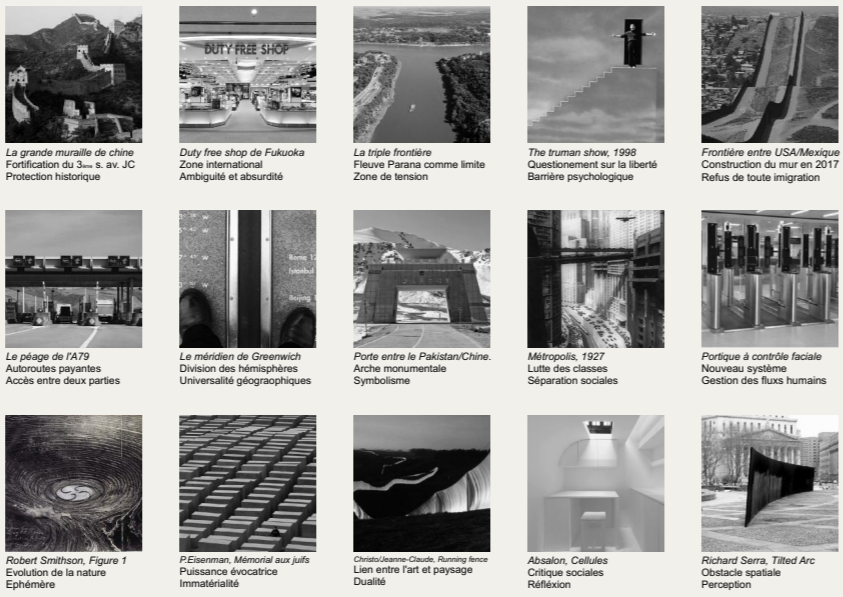 DUTY FREE SHOP
La grande muraille de chine
Fortification du 3ème s. av. JC
Protection historique
Duty free shop de Fukuoka
Zone international
Ambiguité et absurdité
La triple frontière
Fleuve Parana comme limite
Zone de tension
The truman show, 1998
Questionement sur la liberté
Barrière psychologique
Frontière entre USA/Mexique
Construction du mur en 2017
Refus de toute imigration
W
W
W
W
Rome 12
Istanbul
Beijing
Le péage de l'A79
Autoroutes payantes
Accès entre deux parties
Le méridien de Greenwich
Division des hémisphères
Universalité géograophiques
Porte entre le Pakistan/Chine.
Arche monumentale
Symbolisme
Métropolis, 1927
Lutte des classes
Séparation sociales
Portique à contrôle faciale
Nouveau système
Gestion des fluxs humains
Robert Smithson, Figure 1
Evolution de la nature
Ephémère
P.Eisenman, Mémorial aux juifs
Puissance évocatrice
Immatérialité
Christo/Jeanne-Claude, Running fence
Lien entre l'art et paysage
Dualité
Absalon, Cellules
Critique sociales
Réfléxion
Richard Serra, Tilted Arc
Obstacle spatiale
Perception